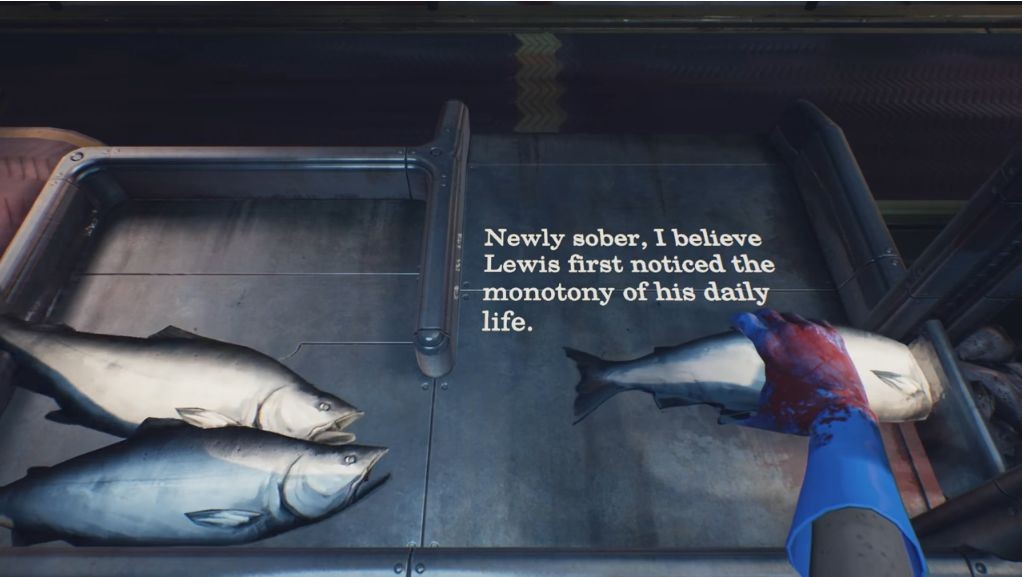 Newly sober, I believe
Lewis first noticed the
monotony of his daily
life.